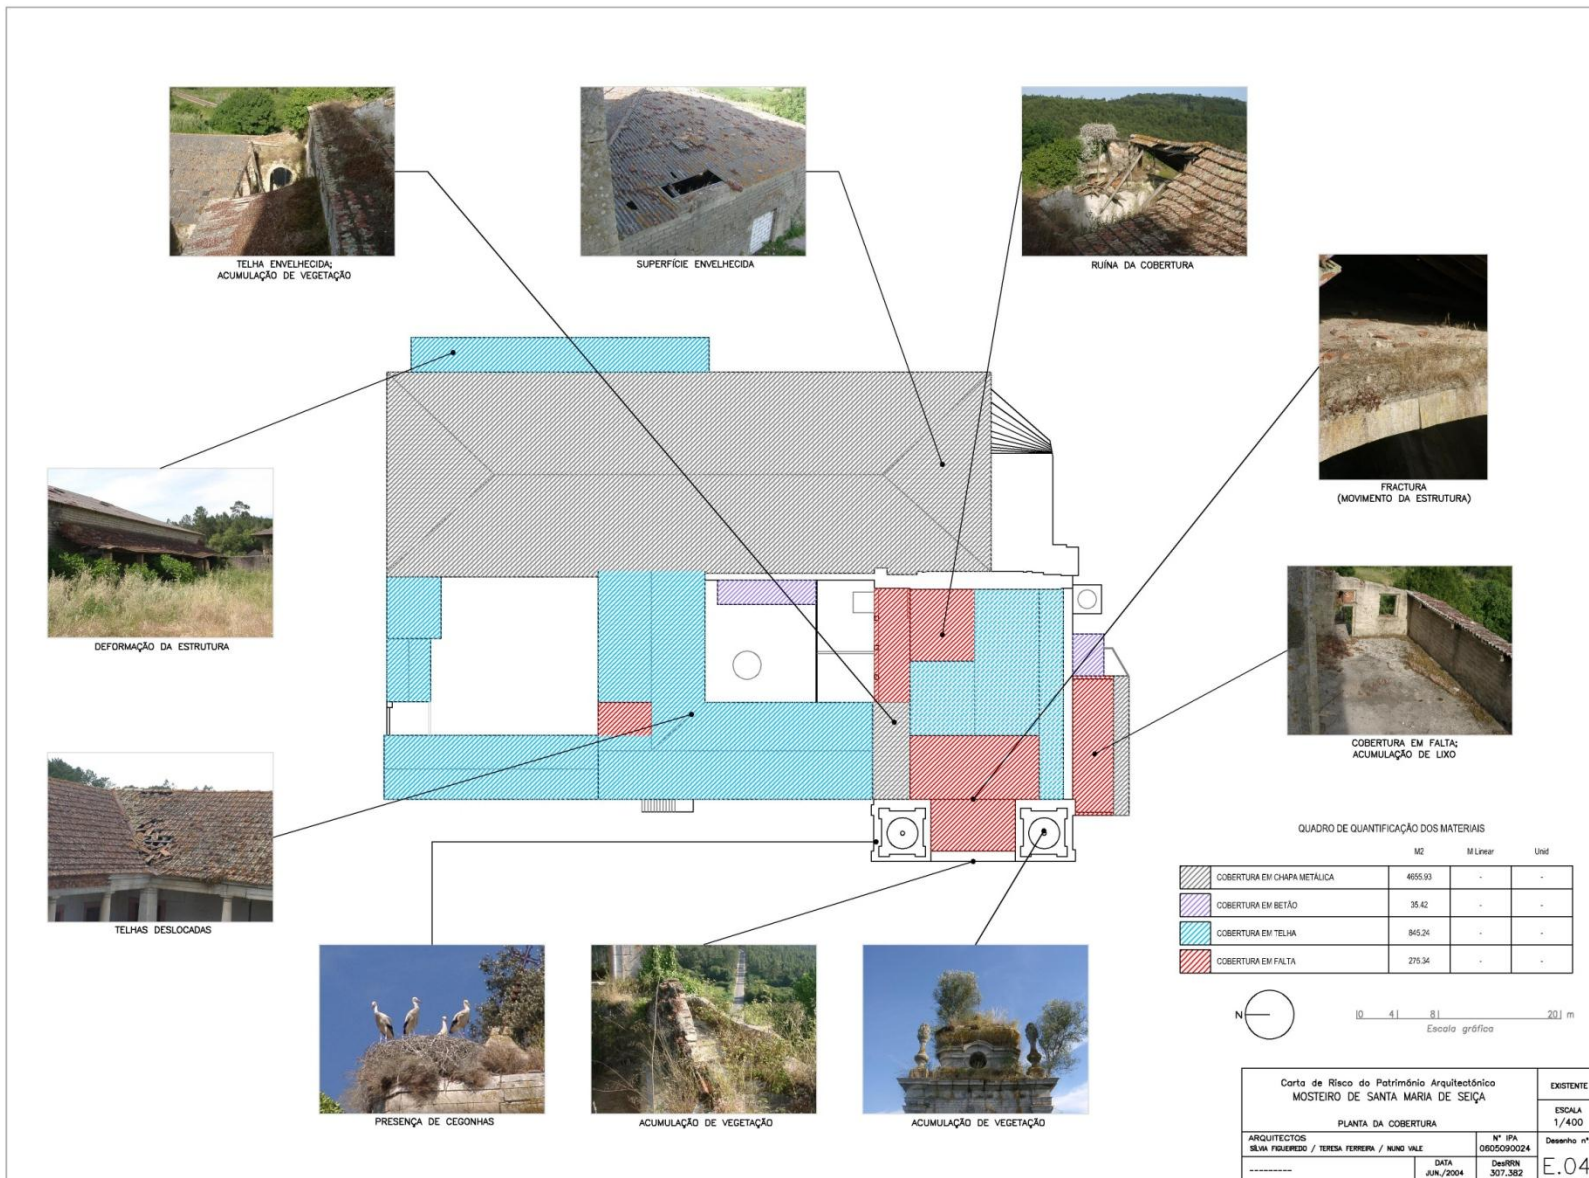 TELHA ENVELHECIDA;
ACUMULAÇÃO DE VEGETAÇÃO
SUPERFÍCIE ENVELHECIDA
RUÍNA DA COBERTURA
FRACTURA
(MOVIMENTO DA ESTRUTURA)
DEFORMAÇÃO DA ESTRUTURA
COBERTURA EM FALTA;
ACUMULAÇÃO DE LIXO
TELHAS DESLOCADAS
PRESENÇA DE CEGONHAS
ACUMULAÇÃO DE VEGETAÇÃO
ACUMULAÇÃO DE VEGETAÇÃO
QUADRO DE QUANTIFICAÇÃO DOS MATERIAIS
M2 M Linear Unid
COBERTURA EM CHAPA METÁLICA 4655.93 - -
COBERTURA EM BETÃO 35.42 - -
COBERTURA EM TELHA 845.24 - -
COBERTURA EM FALTA 275.34 - -
N
0 4 8 20 m
Escala gráfica
Carta de Risco do Património Arquitectónico
MOSTEIRO DE SANTA MARIA DE SEIÇA
PLANTA DA COBERTURA
EXISTENTE
ESCALA
1/400
ARQUITECTOS
SÍLVIA FIGUEIREDO / TERESA FERREIRA / NUNO VALE
Nº IPA
0605090024
Desenho nº
E.04
---------
DATA
JUN./2004
DesRRN
307.382